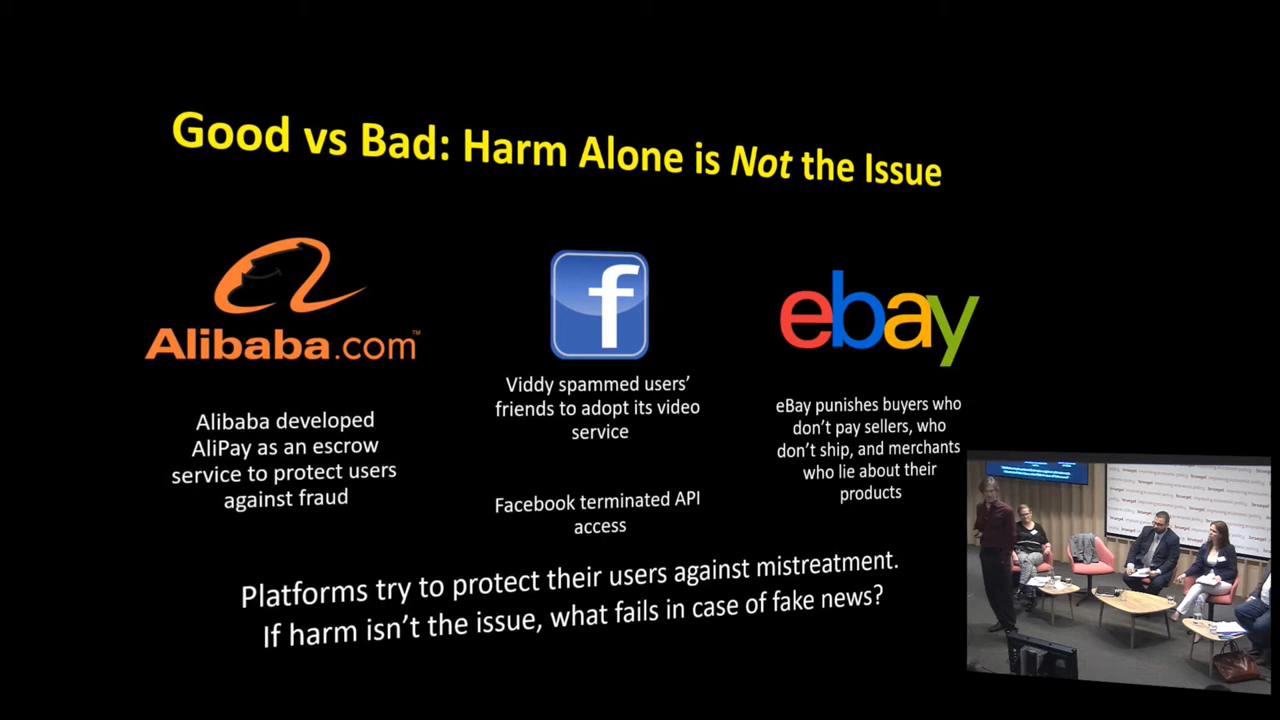 Good vs Bad: Harm Alone is Not the Issue
Alibaba.com™
Alibaba developed
AliPay as an escrow
service to protect users
against fraud
f
Viddy spammed users’
friends to adopt its video
service
Facebook terminated API
access
ebay
eBay punishes buyers who
don’t pay sellers, who
don’t ship, and merchants
who lie about their
products
Platforms try to protect their users against mistreatment.
If harm isn’t the issue, what fails in case of fake news?